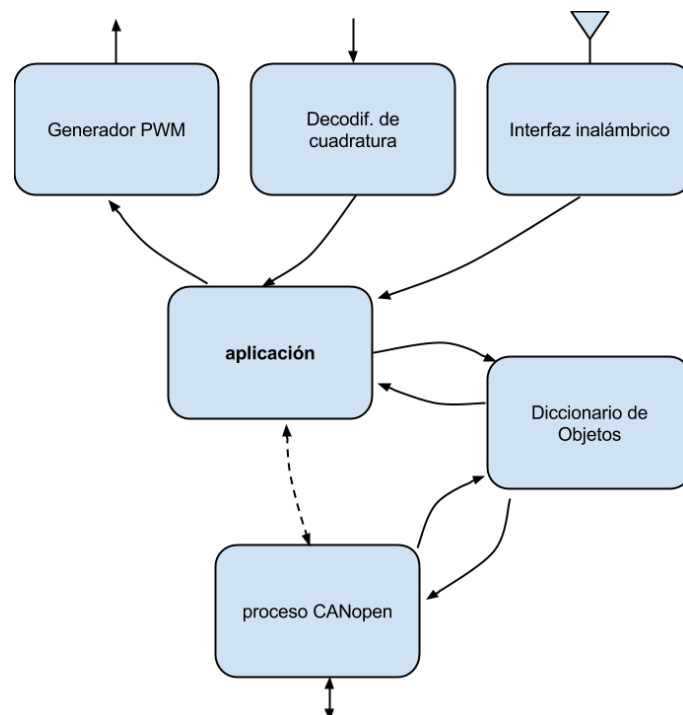 Generador PWM
Decodif. de
cuadratura
Interfaz inalámbrico
aplicación
Diccionario de
Objetos
proceso CANopen